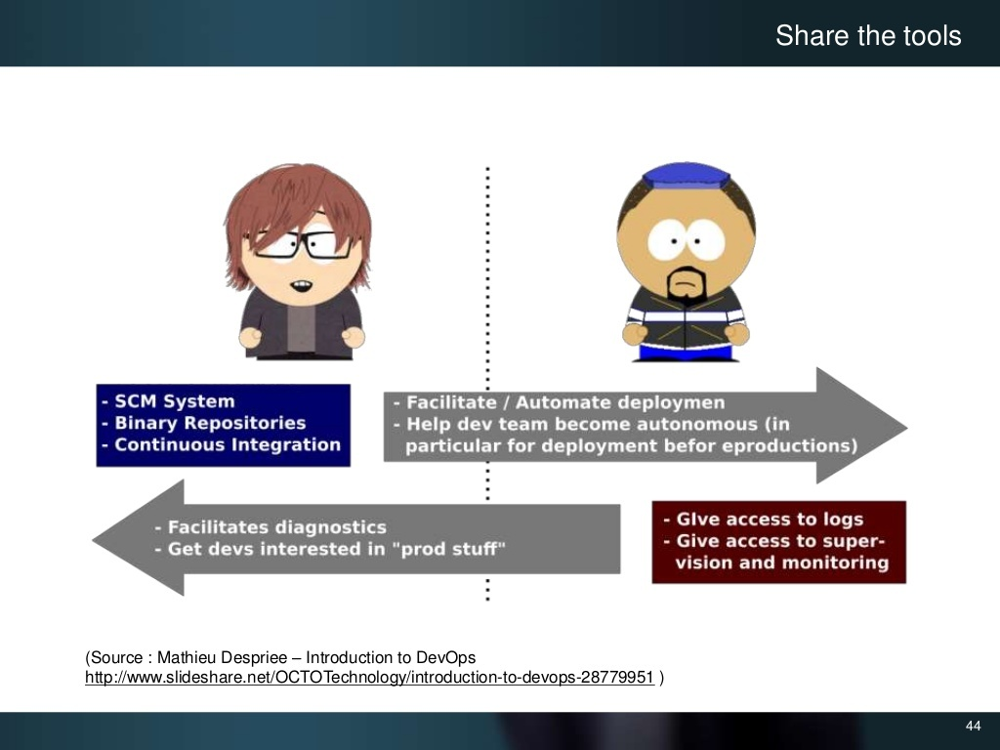 Share the tools
- SCM System
- Binary Repositories
- Continuous Integration
- Facilitate / Automate deploymen
- Help dev team become autonomous (in
particular for deployment befor eproductions)
- Facilitates diagnostics
- Get devs interested in "prod stuff"
- GIve access to logs
- Give access to super-
vision and monitoring
(Source : Mathieu Despriee – Introduction to DevOps
http://www.slideshare.net/OCTOTechnology/introduction-to-devops-28779951 )
44